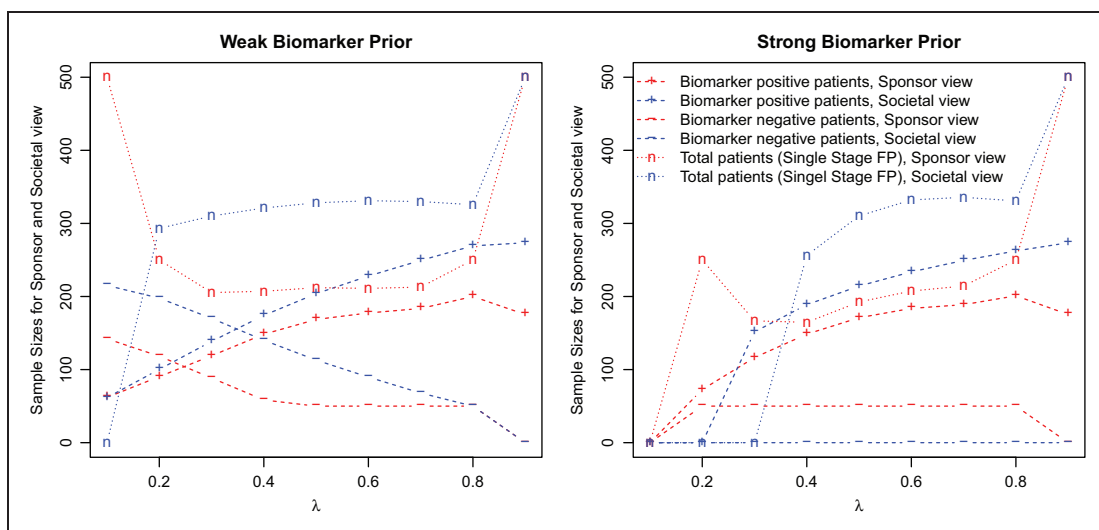 Weak Biomarker Prior
Sample Sizes for Sponsor and Societal view
500
400
300
200
100
0
0.2 0.4 0.6 0.8
λ
Strong Biomarker Prior
Sample Sizes for Sponsor and Societal view
500
400
300
200
100
0
0.2 0.4 0.6 0.8
λ
Biomarker positive patients, Sponsor view
Biomarker positive patients, Societal view
Biomarker negative patients, Sponsor view
Biomarker negative patients, Societal view
n Total patients (Single Stage FP), Sponsor view
n Total patients (Singel Stage FP), Societal view